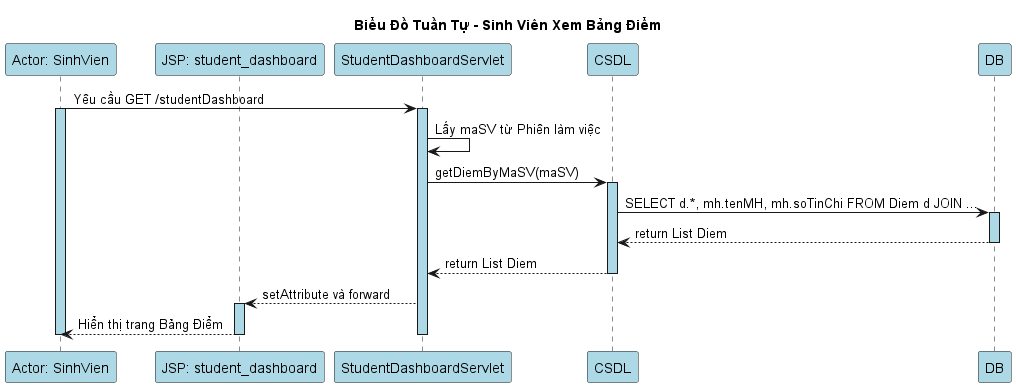 Biểu Đồ Tuần Tự - Sinh Viên Xem Bảng Điểm
Actor: SinhVien
JSP: student_dashboard
StudentDashboardServlet
CSDL
DB
Yêu cầu GET /studentDashboard
Lấy maSV từ Phiên làm việc
getDiemByMaSV(maSV)
SELECT d.*, mh.tenMH, mh.soTinChi FROM Diem d JOIN ...
return List Diem
return List Diem
setAttribute và forward
Hiển thị trang Bảng Điểm
Actor: SinhVien
JSP: student_dashboard
StudentDashboardServlet
CSDL
DB